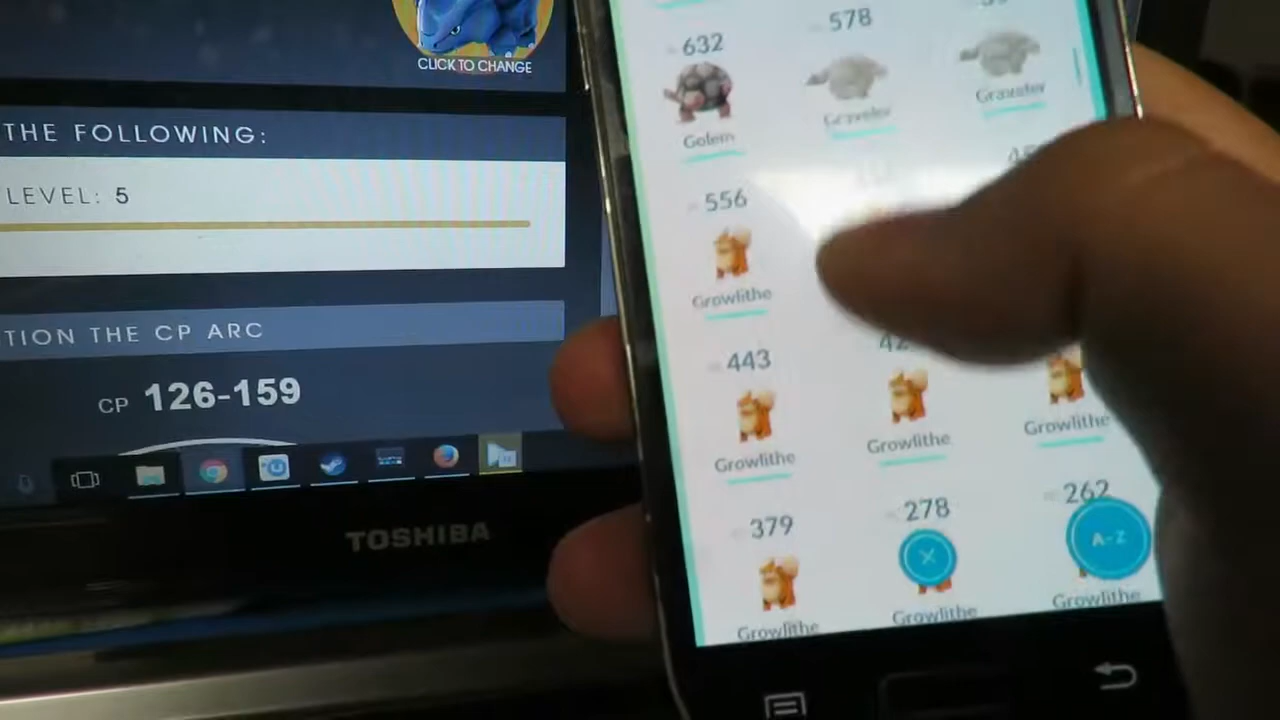 CLICK TO CHANGE
THE FOLLOWING:
LEVEL: 5
TION THE CP ARC
CP 126-159
TOSHIBA
632
578
Golem
Graveler
Graveler
556
Growlithe
443
42
Growlithe
Growlithe
Growlithe
379
278
262
A-Z
Growlithe
Growlithe
Growlithe